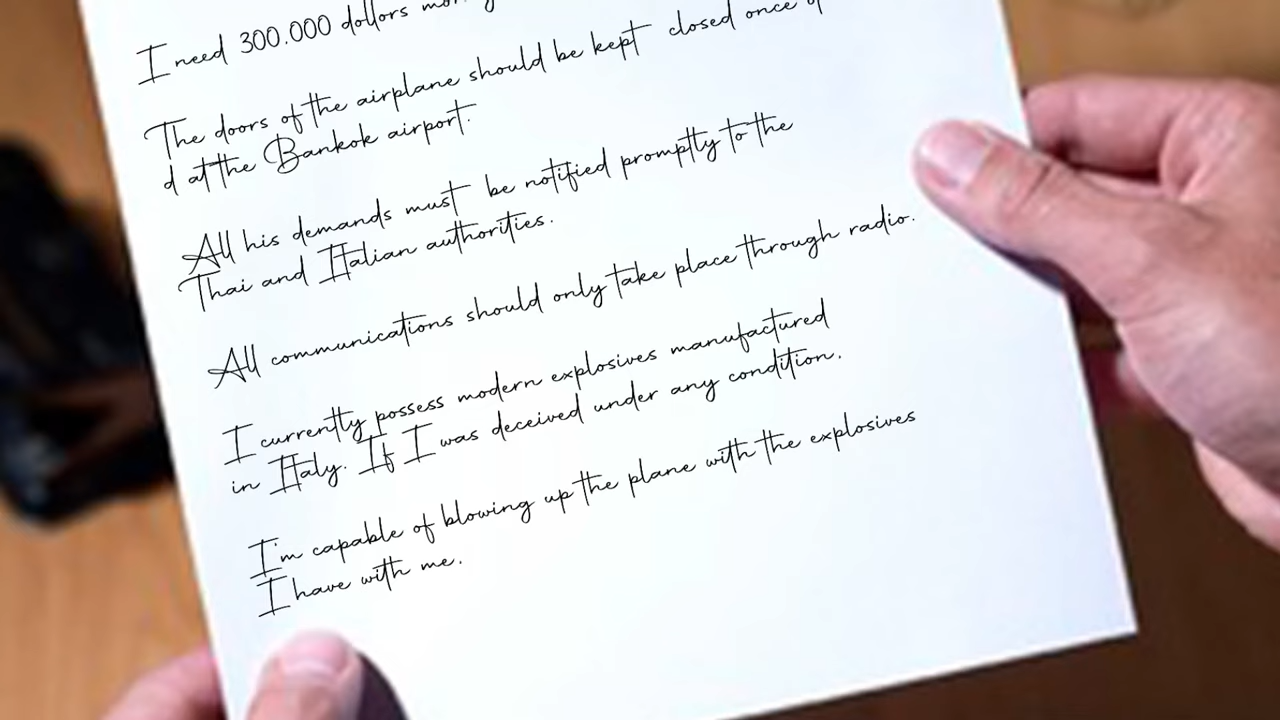 I need 300.000 dollors
The doors of the airplane should be kept closed once
d at the Bankok airport.
All his demands must be notified promptly to the
Thai and Italian authorities.
All communications should only take place through radio.
I currently possess modern explosives manufactured
in Italy. If I was deceived under any condition.
I'm capable of blowing up the plane with the explosives
I have with me.